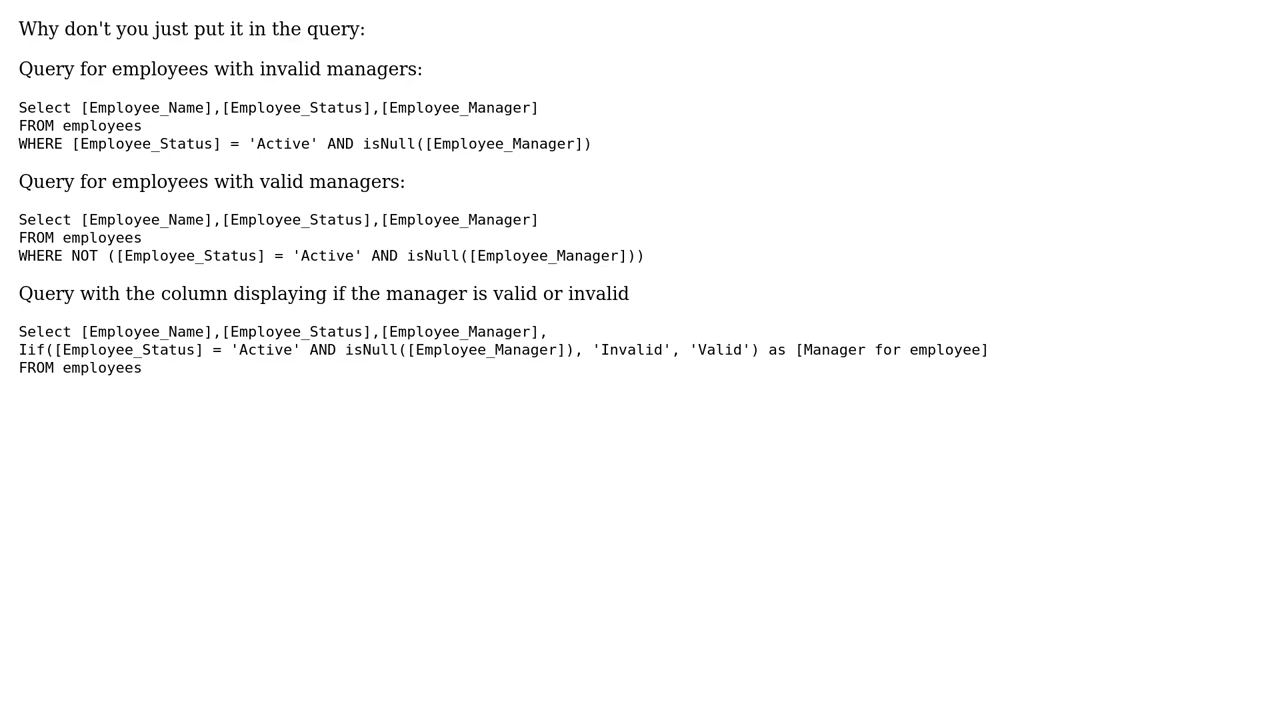 Why don't you just put it in the query:
Query for employees with invalid managers:
Select [Employee_Name],[Employee_Status],[Employee_Manager]
FROM employees
WHERE [Employee_Status] = 'Active' AND isNull([Employee_Manager])
Query for employees with valid managers:
Select [Employee_Name],[Employee_Status],[Employee_Manager]
FROM employees
WHERE NOT ([Employee_Status] = 'Active' AND isNull([Employee_Manager]))
Query with the column displaying if the manager is valid or invalid
Select [Employee_Name],[Employee_Status],[Employee_Manager],
Iif([Employee_Status] = 'Active' AND isNull([Employee_Manager]), 'Invalid', 'Valid') as [Manager for employee]
FROM employees